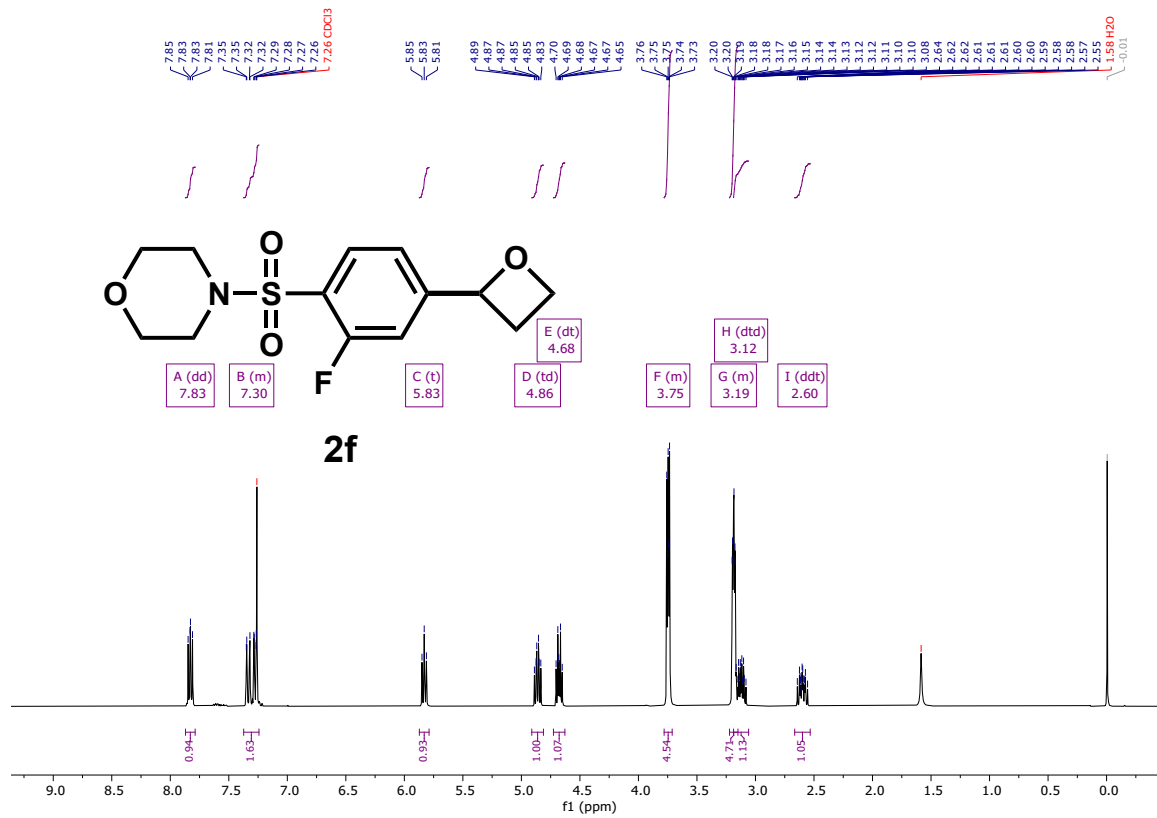 7.85 7.83 7.83 7.81 7.35 7.35 7.32 7.32 7.29 7.28 7.27 7.26 7.26 CDCl3 5.85 5.83 5.81 4.89 4.87 4.87 4.85 4.85 4.83 4.70 4.69 4.68 4.67 4.67 4.65 3.76 3.75 3.75 3.74 3.73 3.20 3.20 3.19 3.18 3.18 3.17 3.16 3.15 3.14 3.14 3.13 3.12 3.12 3.11 3.10 3.10 3.08 2.64 2.62 2.62 2.61 2.61 2.61 2.60 2.60 2.59 2.58 2.58 2.57 2.55 1.58 H2O -0.01
O
O
O N S
O
F
E (dt)
4.68
H (dtd)
3.12
A (dd)
7.83
B (m)
7.30
C (t)
5.83
D (td)
4.86
F (m)
3.75
G (m)
3.19
I (ddt)
2.60
2f
0.94 1.63 0.93 1.00 1.07 4.54 4.71 1.13 1.05
9.0 8.5 8.0 7.5 7.0 6.5 6.0 5.5 5.0 4.5 4.0 3.5 3.0 2.5 2.0 1.5 1.0 0.5 0.0
f1 (ppm)